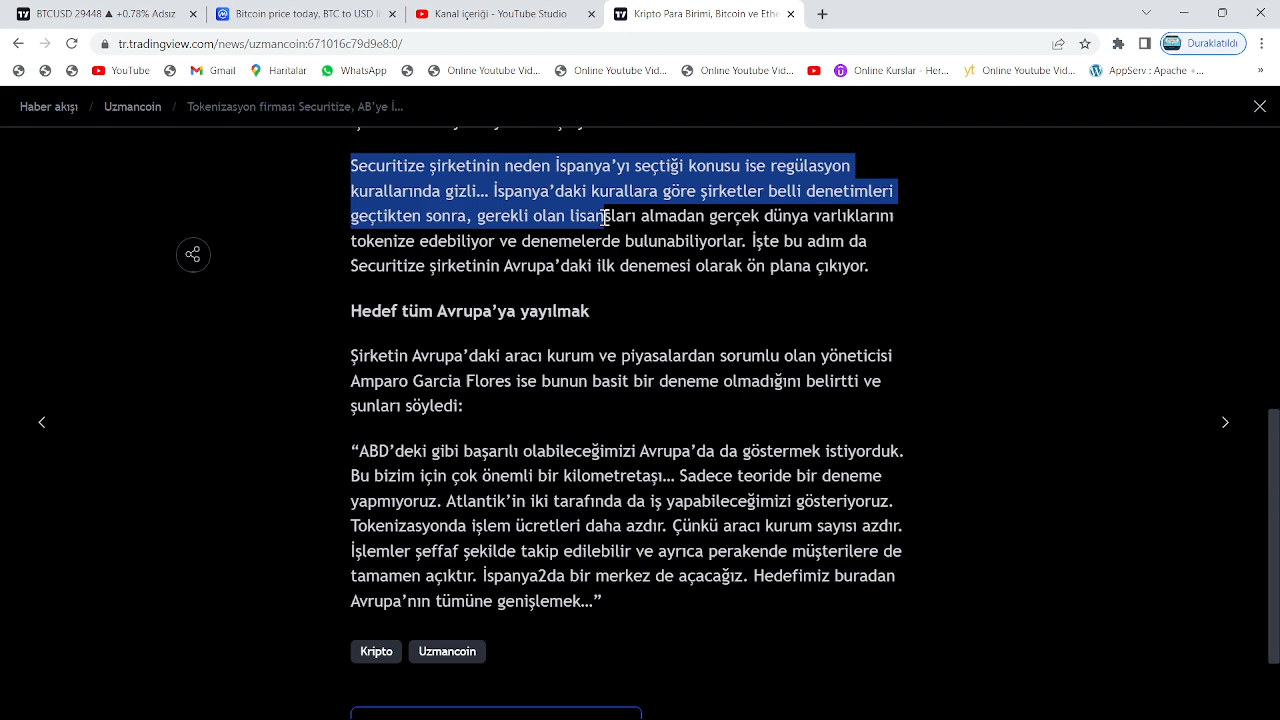 BTCUSD 29448 ▲ +0.78% Adsız
Bitcoin price today, BTC to USD li
Kanal içeriği - YouTube Studio
Kripto Para Birimi, Bitcoin ve Ethe
tr.tradingview.com/news/uzmancoin:671016c79d9e8:0/
Duraklatıldı
YouTube
Gmail
Haritalar
WhatsApp
Online Youtube Vid...
Online Youtube Vid...
Online Youtube Vid...
Online Kurslar - Her...
Online Youtube Vid...
AppServ : Apache +...
Haber akışı / Uzmancoin / Tokenizasyon firması Securitize, AB’ye İ...
Securitize şirketinin neden İspanya’yı seçtiği konusu ise regülasyon
kurallarında gizli… İspanya’daki kurallara göre şirketler belli denetimleri
geçtikten sonra, gerekli olan lisansları almadan gerçek dünya varlıklarını
tokenize edebiliyor ve denemelerde bulunabiliyorlar. İşte bu adım da
Securitize şirketinin Avrupa’daki ilk denemesi olarak ön plana çıkıyor.
Hedef tüm Avrupa’ya yayılmak
Şirketin Avrupa’daki aracı kurum ve piyasalardan sorumlu olan yöneticisi
Amparo Garcia Flores ise bunun basit bir deneme olmadığını belirtti ve
şunları söyledi:
“ABD’deki gibi başarılı olabileceğimizi Avrupa’da da göstermek istiyorduk.
Bu bizim için çok önemli bir kilometretaşı… Sadece teoride bir deneme
yapmıyoruz. Atlantik’in iki tarafında da iş yapabileceğimizi gösteriyoruz.
Tokenizasyonda işlem ücretleri daha azdır. Çünkü aracı kurum sayısı azdır.
İşlemler şeffaf şekilde takip edilebilir ve ayrıca perakende müşterilere de
tamamen açıktır. İspanya2da bir merkez de açacağız. Hedefimiz buradan
Avrupa’nın tümüne genişlemek…”
Kripto
Uzmancoin